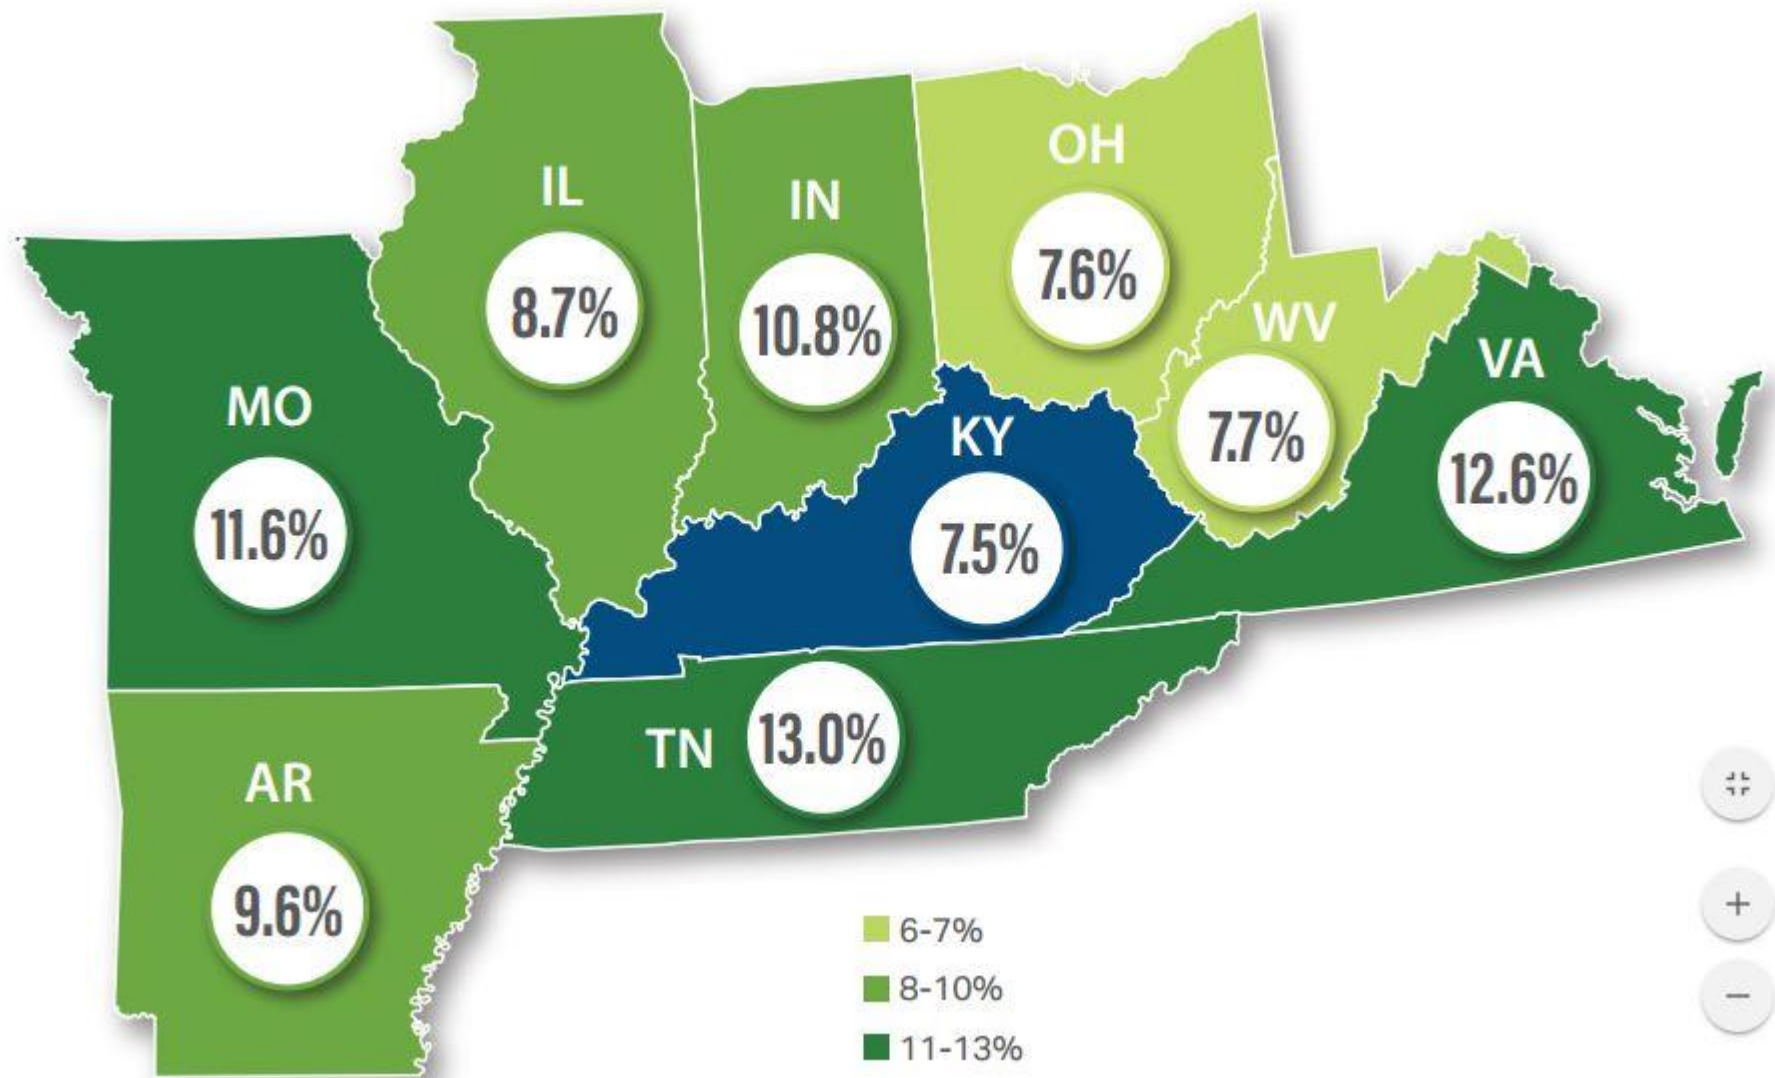 OH
7.6%
IL
8.7%
IN
10.8%
WV
7.7%
VA
12.6%
MO
11.6%
KY
7.5%
TN
13.0%
AR
9.6%
6-7%
8-10%
11-13%